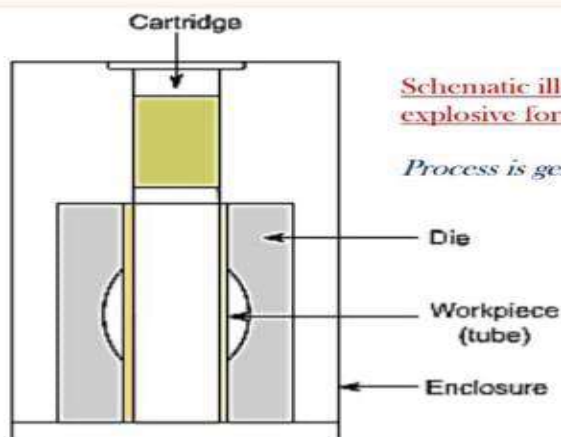 Cartridge
Schematic ill
explosive for
Process is ge
Die
Workpiece
(tube)
Enclosure